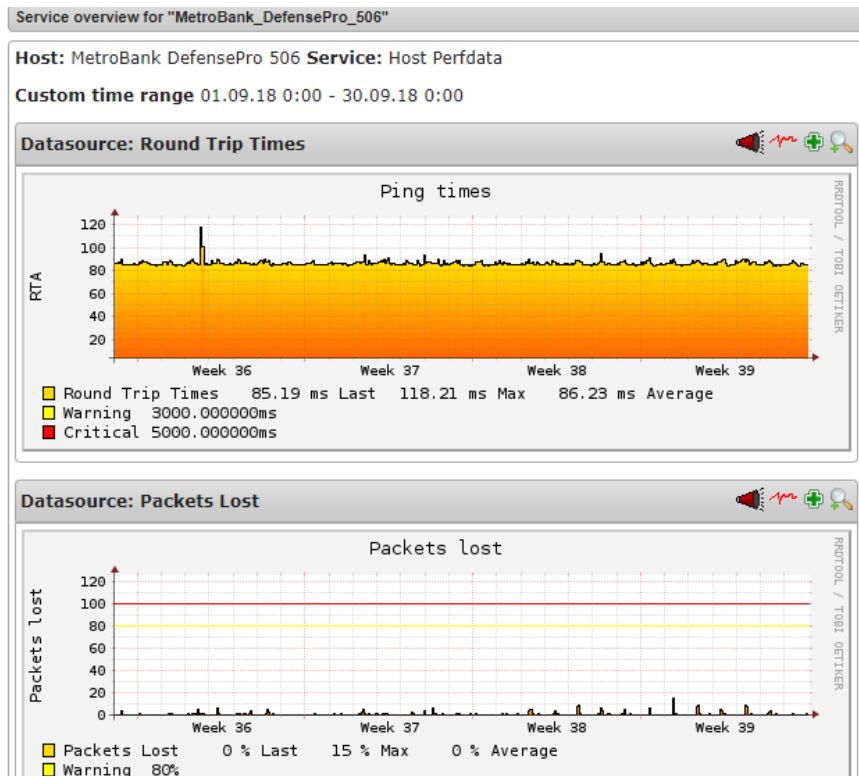 Service overview for "MetroBank_DefensePro_506"
Host: MetroBank DefensePro 506 Service: Host Perfdata
Custom time range 01.09.18 0:00 - 30.09.18 0:00
Datasource: Round Trip Times
Ping times
RRDTOOL / TOBI OETIKER
RTA
120
100
80
60
40
20
Week 36 Week 37 Week 38 Week 39
Round Trip Times 85.19 ms Last 118.21 ms Max 86.23 ms Average
Warning 3000.000000ms
Critical 5000.000000ms
Datasource: Packets Lost
Packets lost
RRDTOOL / TOBI OETIKER
Packets lost
120
100
80
60
40
20
0
Week 36 Week 37 Week 38 Week 39
Packets Lost 0 % Last 15 % Max 0 % Average
Warning 80%